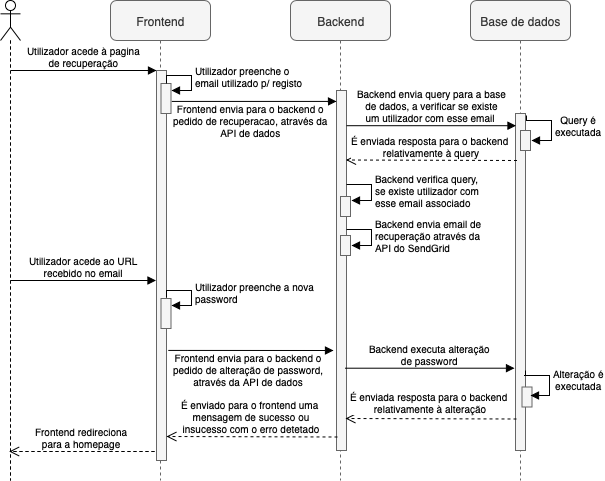 Frontend
Backend
Base de dados
Utilizador acede à pagina
de recuperação
Utilizador preenche o
email utilizado p/ registo
Frontend envia para o backend o
pedido de recuperacao, através da
API de dados
Backend envia query para a base
de dados, a verificar se existe
um utilizador com esse email
Query é
executada
É enviada resposta para o backend
relativamente à query
Backend verifica query,
se existe utilizador com
esse email associado
Backend envia email de
recuperação através da
API do SendGrid
Utilizador acede ao URL
recebido no email
Utilizador preenche a nova
password
Frontend envia para o backend o
pedido de alteração de password,
através da API de dados
Backend executa alteração
de password
Alteração é
executada
É enviada resposta para o backend
relativamente à alteração
É enviado para o frontend uma
mensagem de sucesso ou
insucesso com o erro detetado
Frontend redireciona
para a homepage